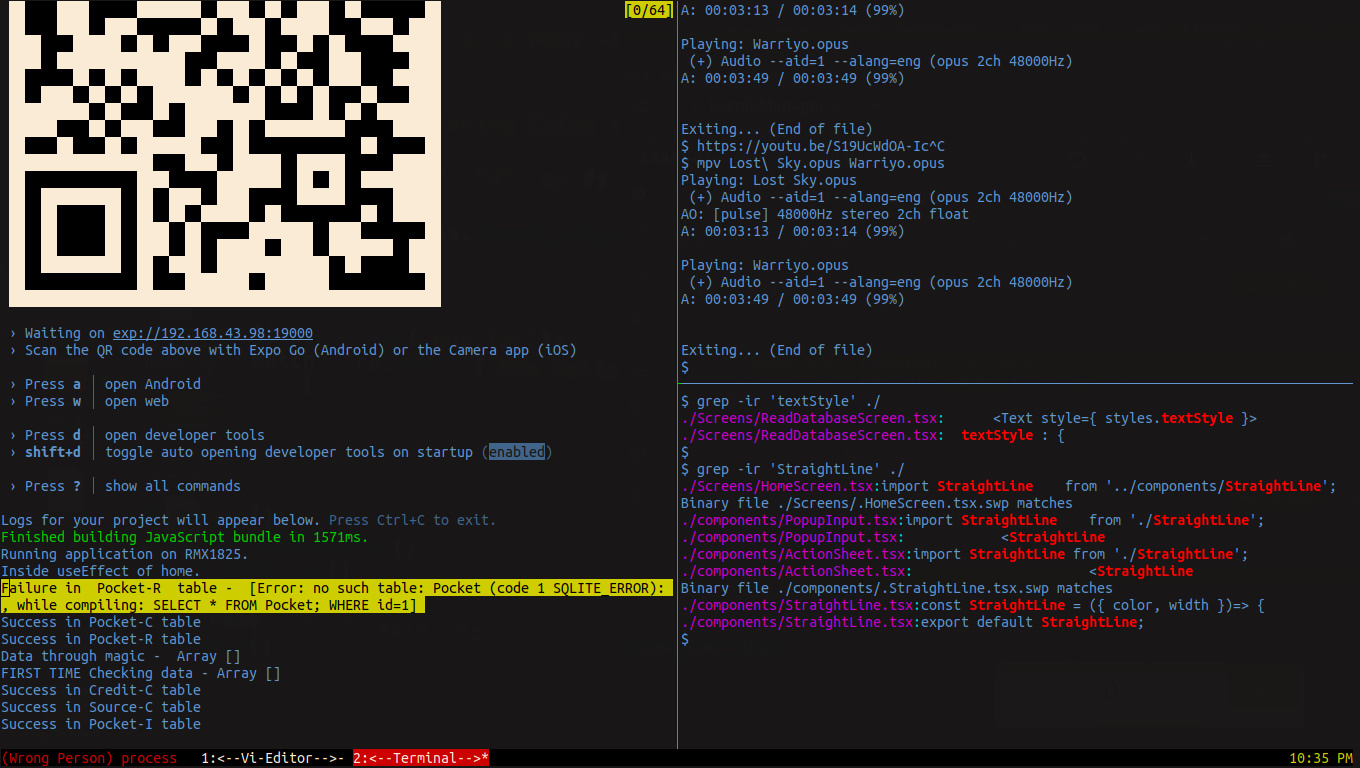 [0/64]
› Waiting on exp://192.168.43.98:19000
› Scan the QR code above with Expo Go (Android) or the Camera app (iOS)
› Press a │ open Android
› Press w │ open web
› Press d │ open developer tools
› shift+d │ toggle auto opening developer tools on startup (enabled)
› Press ? │ show all commands
Logs for your project will appear below. Press Ctrl+C to exit.
Finished building JavaScript bundle in 1571ms.
Running application on RMX1825.
Inside useEffect of home.
Failure in  Pocket-R  table -  [Error: no such table: Pocket (code 1 SQLITE_ERROR):
, while compiling: SELECT * FROM Pocket; WHERE id=1]
Success in Pocket-C table
Success in Pocket-R table
Data through magic -  Array []
FIRST TIME Checking data - Array []
Success in Credit-C table
Success in Source-C table
Success in Pocket-I table
A: 00:03:13 / 00:03:14 (99%)
Playing: Warriyo.opus
(+) Audio --aid=1 --alang=eng (opus 2ch 48000Hz)
A: 00:03:49 / 00:03:49 (99%)
Exiting... (End of file)
$ https://youtu.be/S19UcWdOA-Ic^C
$ mpv Lost\ Sky.opus Warriyo.opus
Playing: Lost Sky.opus
(+) Audio --aid=1 --alang=eng (opus 2ch 48000Hz)
AO: [pulse] 48000Hz stereo 2ch float
A: 00:03:13 / 00:03:14 (99%)
Playing: Warriyo.opus
(+) Audio --aid=1 --alang=eng (opus 2ch 48000Hz)
A: 00:03:49 / 00:03:49 (99%)
Exiting... (End of file)
$
$ grep -ir 'textStyle' ./
./Screens/ReadDatabaseScreen.tsx:      <Text style={ styles.textStyle }>
./Screens/ReadDatabaseScreen.tsx:  textStyle : {
$
$ grep -ir 'StraightLine' ./
./Screens/HomeScreen.tsx:import StraightLine    from '../components/StraightLine';
Binary file ./Screens/.HomeScreen.tsx.swp matches
./components/PopupInput.tsx:import StraightLine    from './StraightLine';
./components/PopupInput.tsx:            <StraightLine
./components/ActionSheet.tsx:import StraightLine from './StraightLine';
./components/ActionSheet.tsx:                      <StraightLine
Binary file ./components/.StraightLine.tsx.swp matches
./components/StraightLine.tsx:const StraightLine = ({ color, width })=> {
./components/StraightLine.tsx:export default StraightLine;
$
(Wrong Person) process   1:<--Vi-Editor-->- 2:<--Terminal-->* 10:35 PM